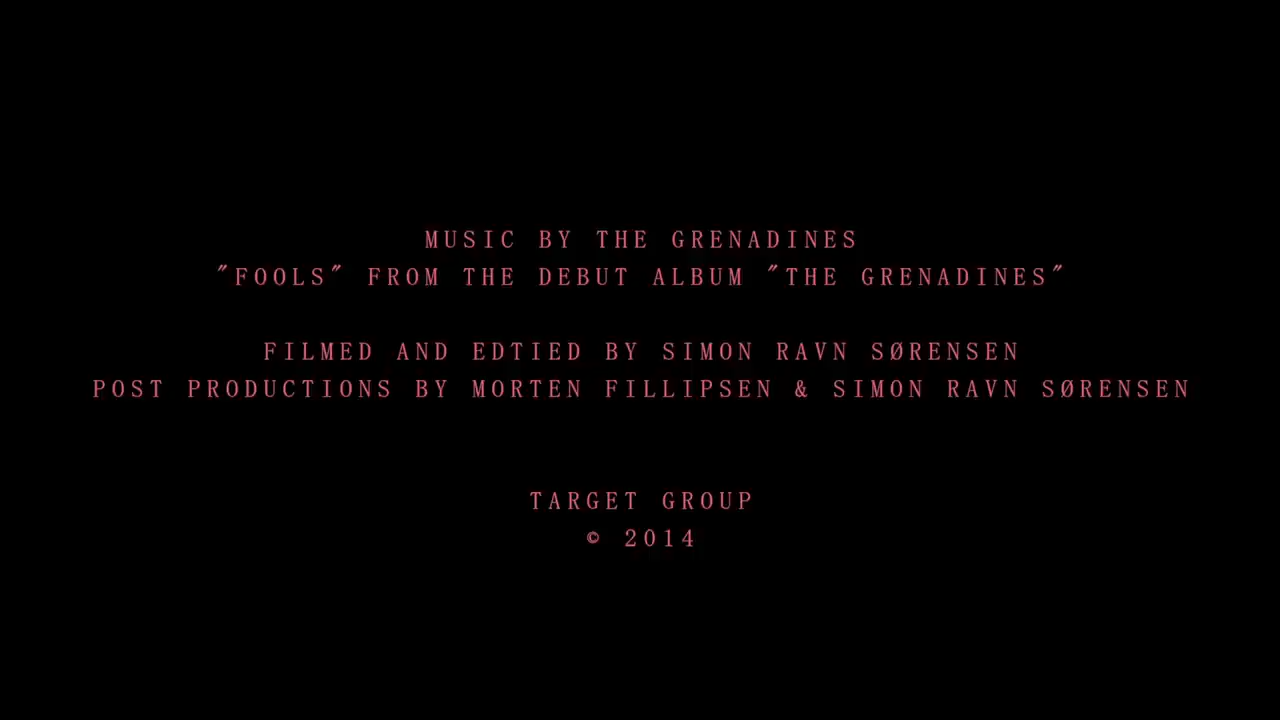 MUSIC BY THE GRENADINES
"FOOLS" FROM THE DEBUT ALBUM "THE GRENADINES"
FILMED AND EDTIED BY SIMON RAVN SØRENSEN
POST PRODUCTIONS BY MORTEN FILLIPSEN & SIMON RAVN SØRENSEN
TARGET GROUP
© 2014